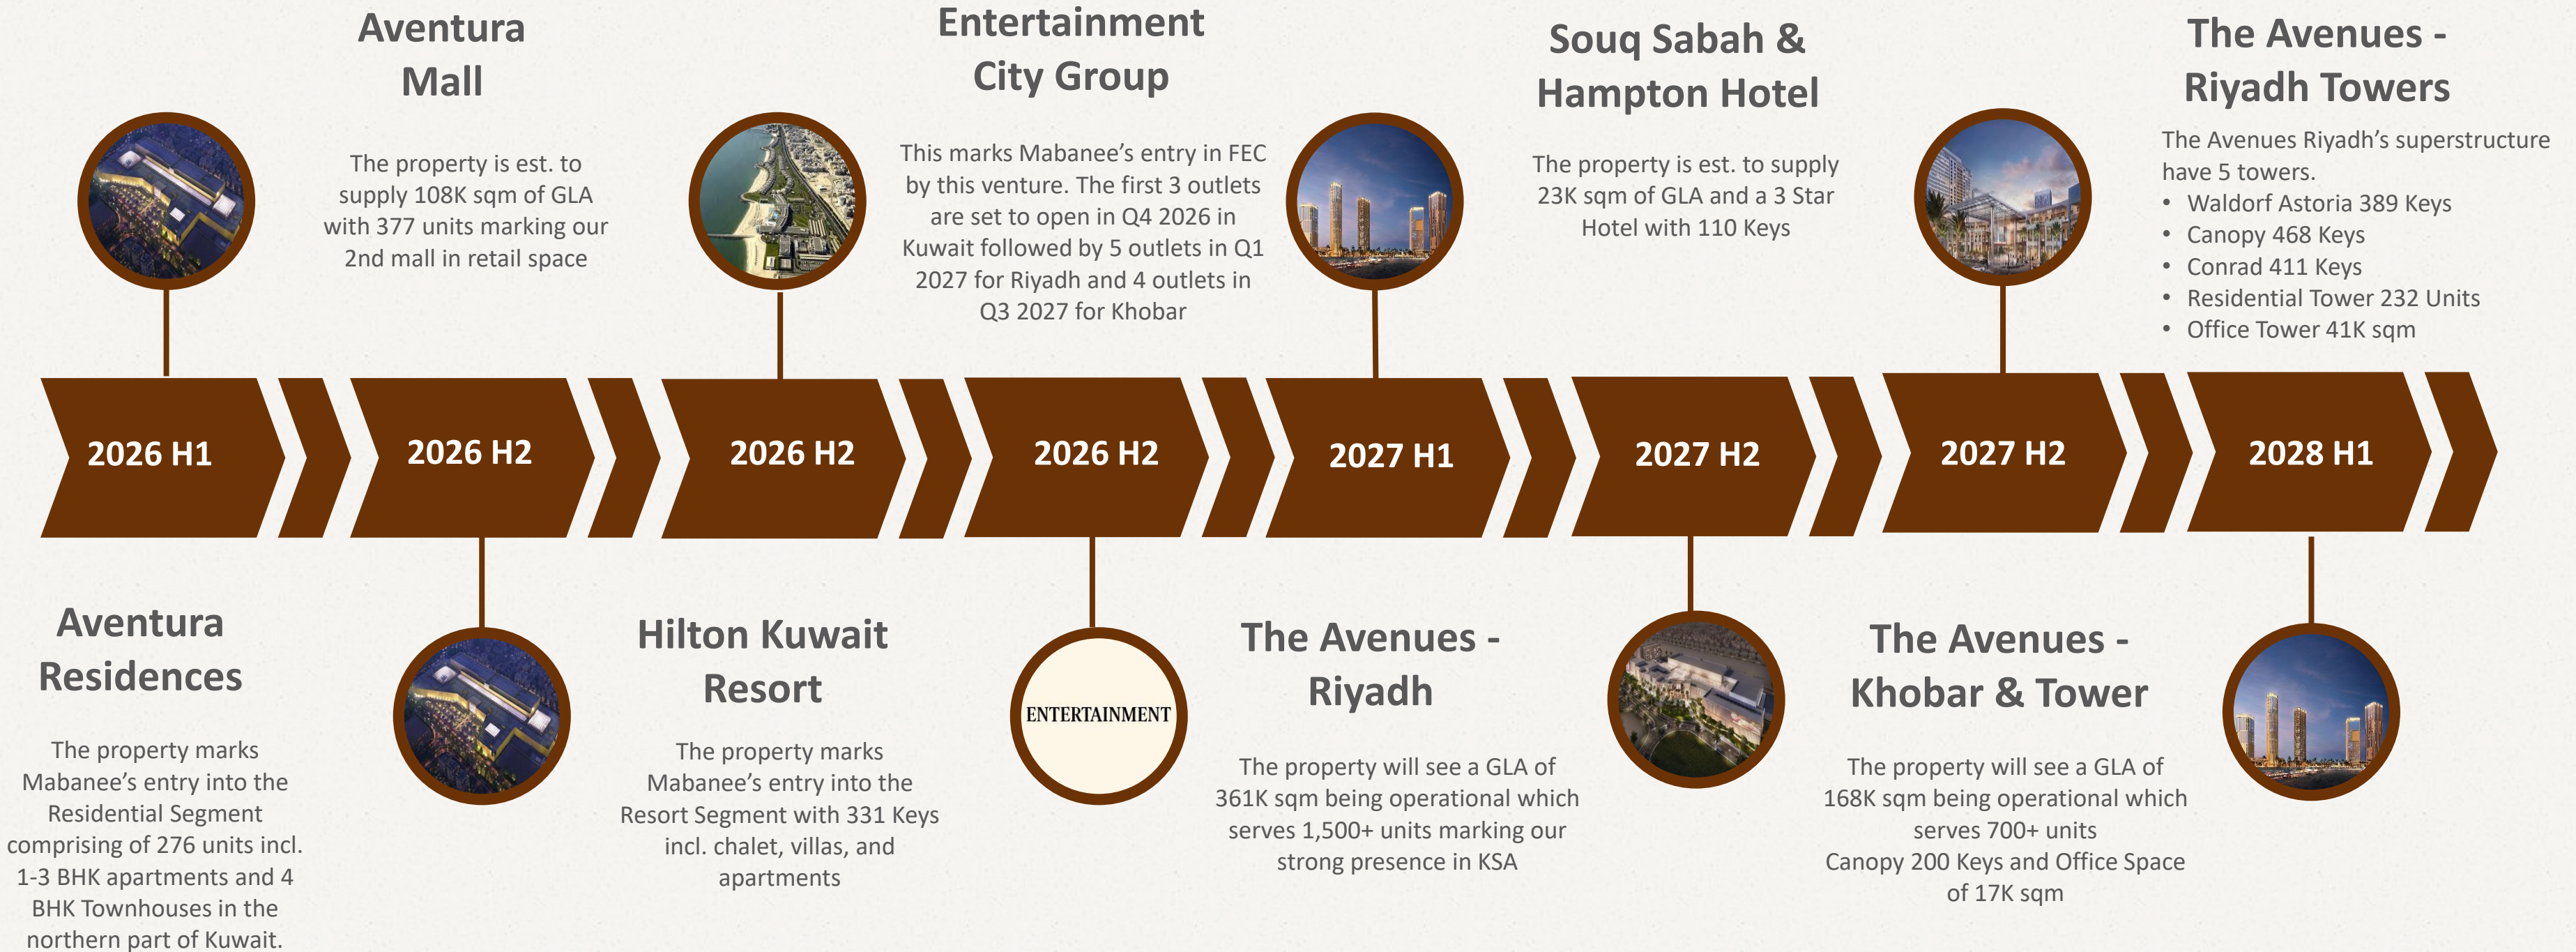 Aventura
Mall
The property is est. to
supply 108K sqm of GLA
with 377 units marking our
2nd mall in retail space
Entertainment
City Group
This marks Mabanee’s entry in FEC
by this venture. The first 3 outlets
are set to open in Q4 2026 in
Kuwait followed by 5 outlets in Q1
2027 for Riyadh and 4 outlets in
Q3 2027 for Khobar
Souq Sabah &
Hampton Hotel
The property is est. to supply
23K sqm of GLA and a 3 Star
Hotel with 110 Keys
The Avenues -
Riyadh Towers
The Avenues Riyadh’s superstructure
have 5 towers.
• Waldorf Astoria 389 Keys
• Canopy 468 Keys
• Conrad 411 Keys
• Residential Tower 232 Units
• Office Tower 41K sqm
2026 H1
2026 H2
2026 H2
2026 H2
2027 H1
2027 H2
2027 H2
2028 H1
Aventura
Residences
The property marks
Mabanee’s entry into the
Residential Segment
comprising of 276 units incl.
1-3 BHK apartments and 4
BHK Townhouses in the
northern part of Kuwait.
Hilton Kuwait
Resort
The property marks
Mabanee’s entry into the
Resort Segment with 331 Keys
incl. chalet, villas, and
apartments
ENTERTAINMENT
The Avenues -
Riyadh
The property will see a GLA of
361K sqm being operational which
serves 1,500+ units marking our
strong presence in KSA
The Avenues -
Khobar & Tower
The property will see a GLA of
168K sqm being operational which
serves 700+ units
Canopy 200 Keys and Office Space
of 17K sqm